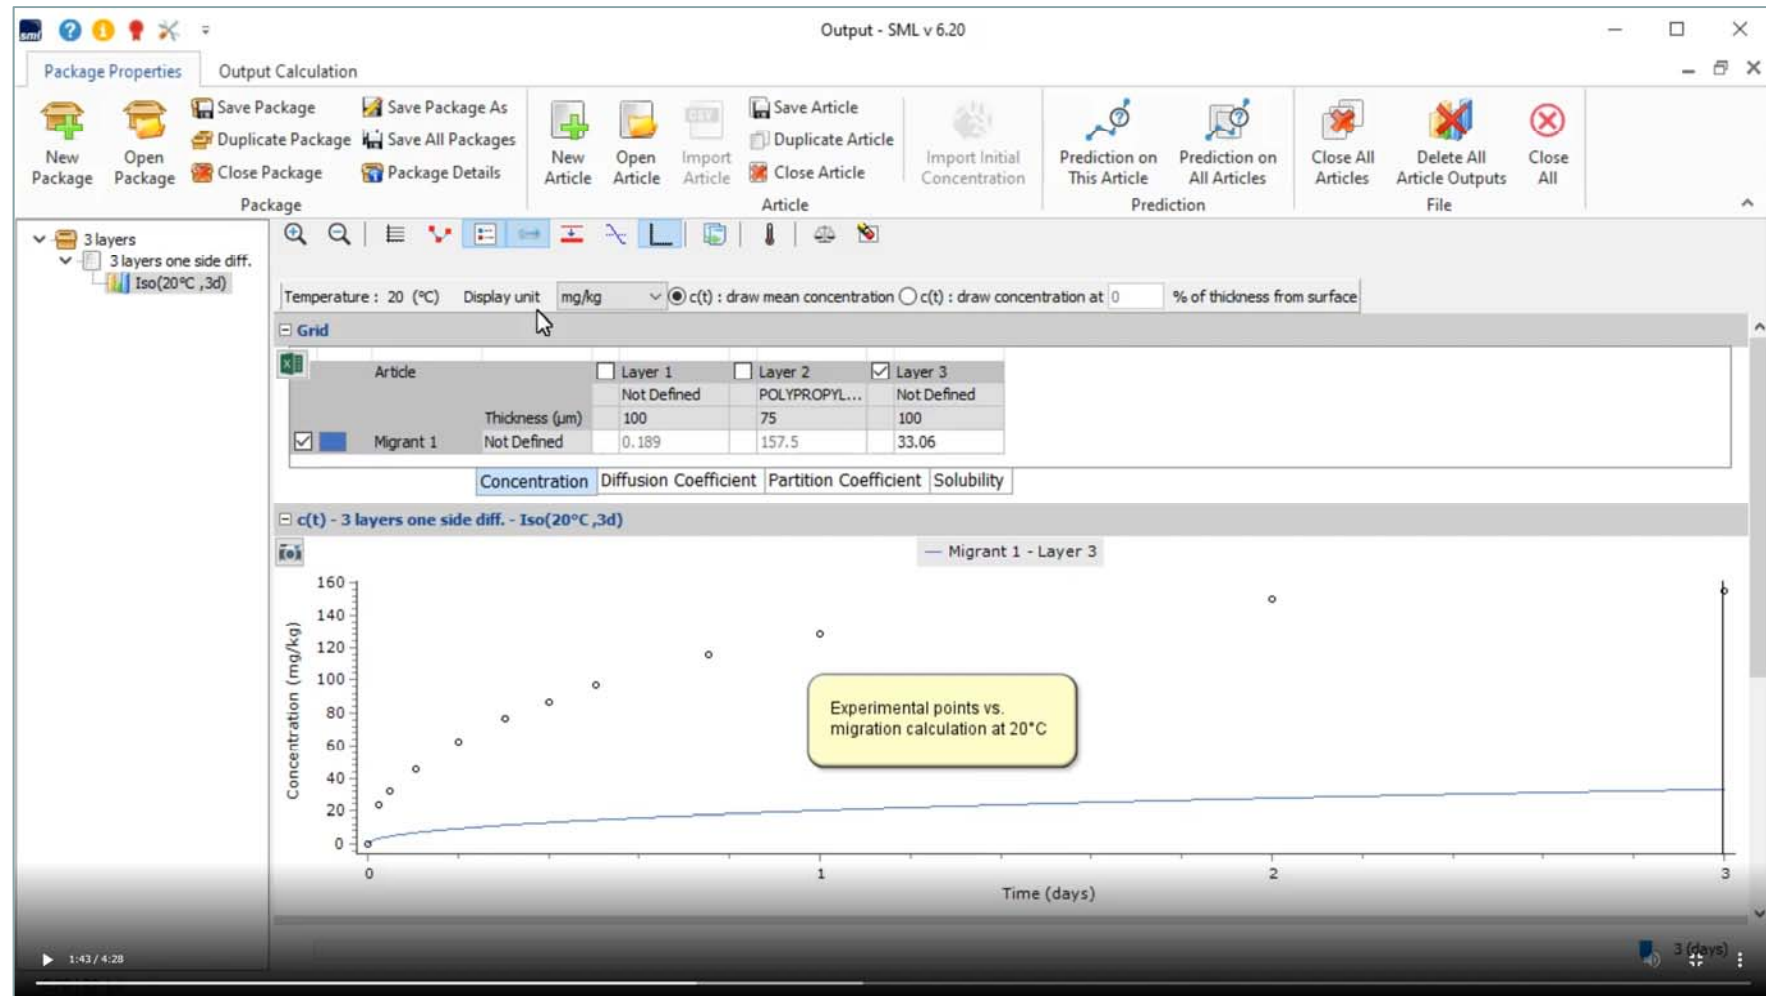 sml
Output - SML v 6.20
Package Properties
Output Calculation
New Package
Open Package
Save Package
Duplicate Package
Close Package
Save Package As
Save All Packages
Package Details
Package
New Article
Open Article
CSV
Import Article
Save Article
Duplicate Article
Close Article
Import Initial Concentration
Article
Prediction on This Article
Prediction on All Articles
Prediction
Close All Articles
Delete All Article Outputs
Close All
File
3 layers
3 layers one side diff.
Iso(20°C ,3d)
Temperature : 20 (°C) Display unit mg/kg c(t) : draw mean concentration c(t) : draw concentration at 0 % of thickness from surface
Grid
Article Layer 1 Layer 2 Layer 3
Not Defined POLYPROPYL... Not Defined
Thickness (µm) 100 75 100
Migrant 1 Not Defined 0.189 157.5 33.06
Concentration Diffusion Coefficient Partition Coefficient Solubility
c(t) - 3 layers one side diff. - Iso(20°C ,3d)
Migrant 1 - Layer 3
160
140
120
100
80
60
40
20
0
Concentration (mg/kg)
Experimental points vs.
migration calculation at 20°C
0 1 2 3
Time (days)
1:43 / 4:28
3 (days)